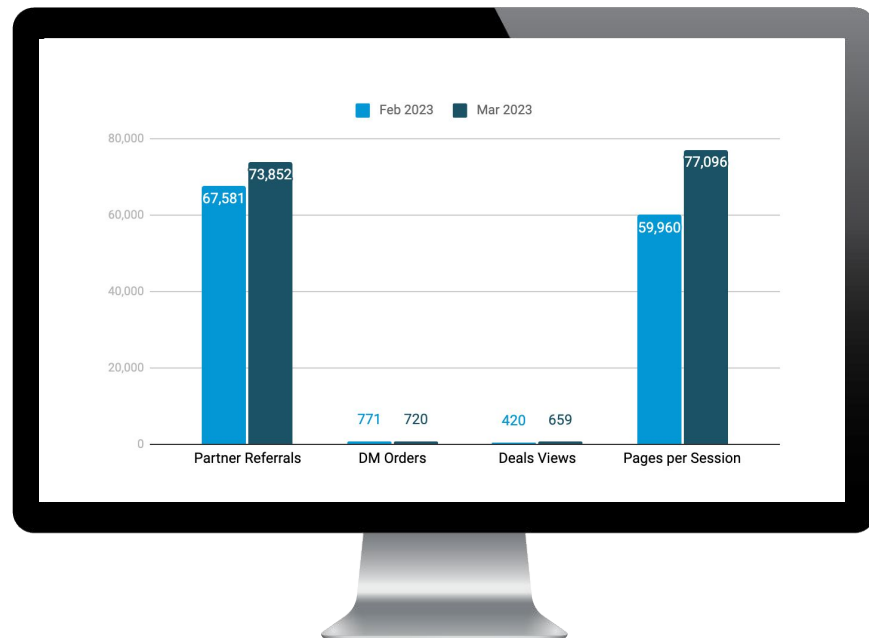 Feb 2023 Mar 2023
80,000
60,000
40,000
20,000
0
67,581
73,852
771
720
420
659
59,960
77,096
Partner Referrals
DM Orders
Deals Views
Pages per Session